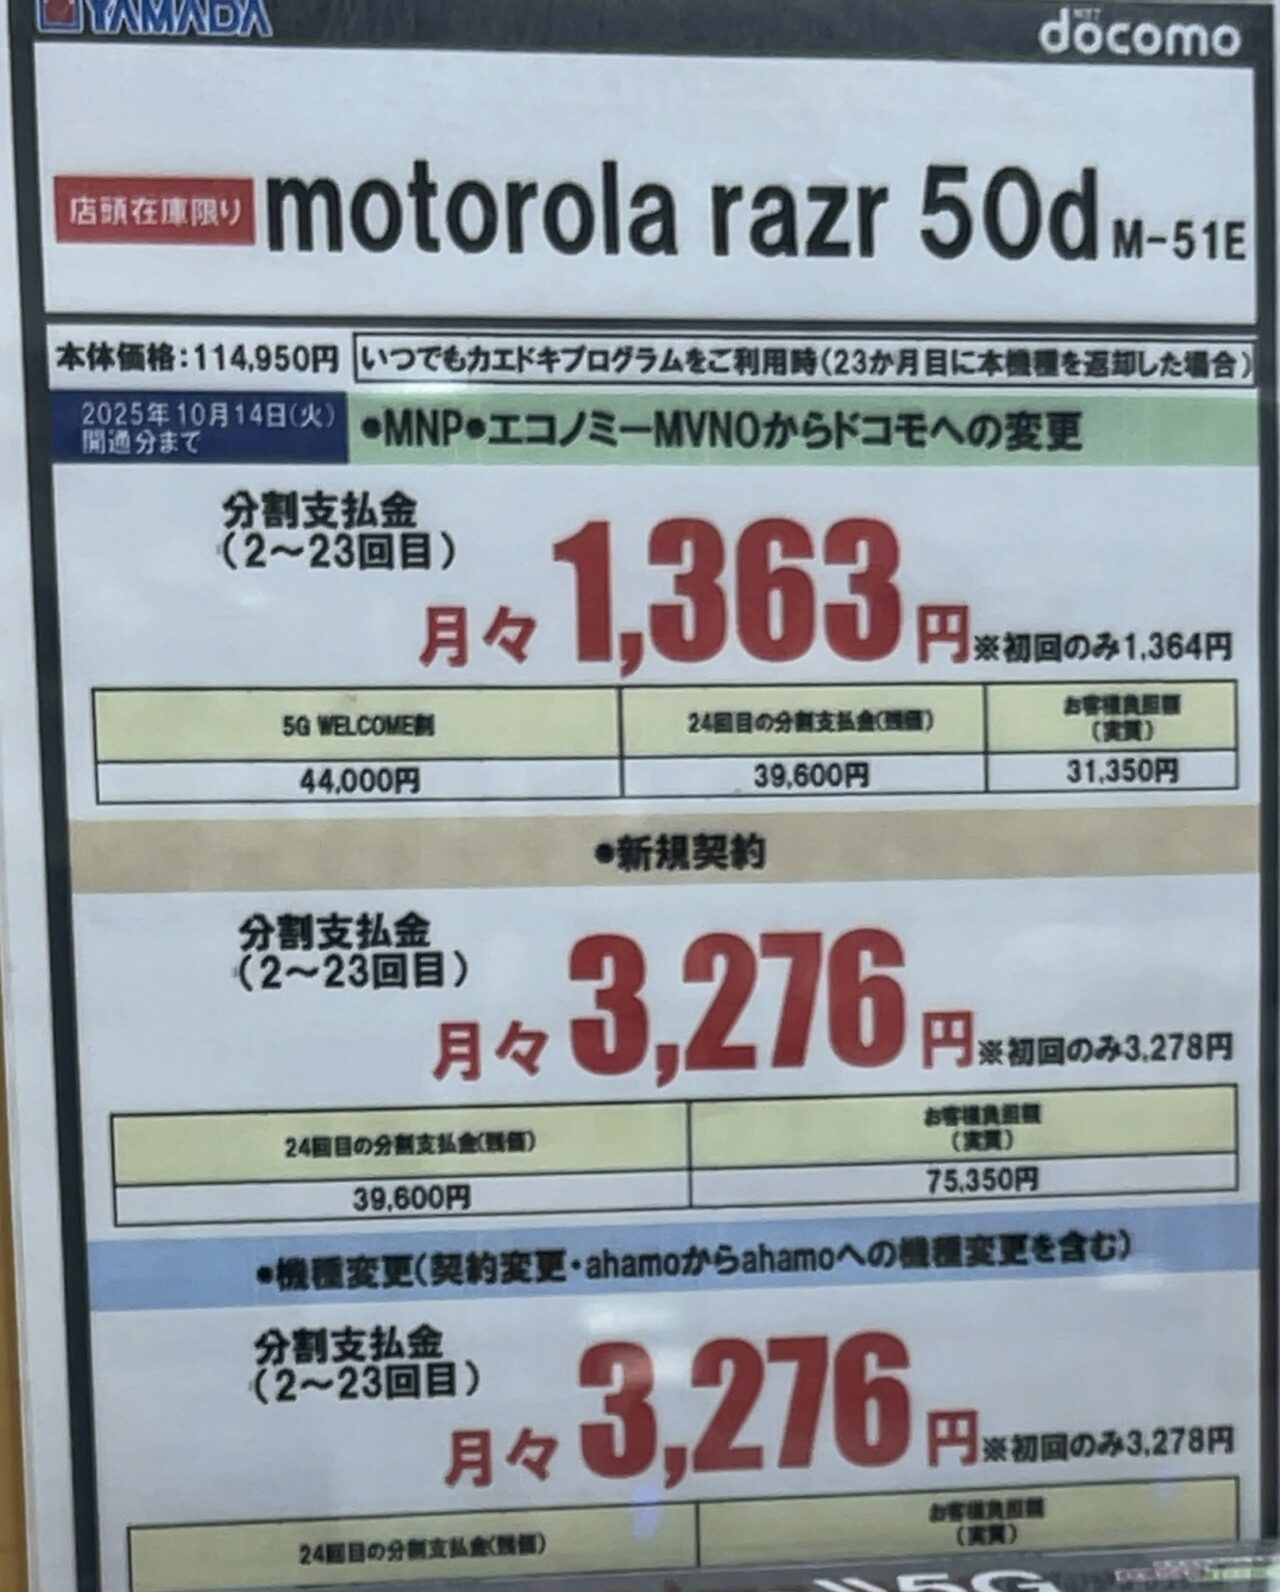 YAMADA
NTT docomo
店頭在庫限り motorola razr 50d M-51E
本体価格：114,950円 いつでもカエドキプログラムをご利用時（23か月目に本機種を返却した場合）
2025年10月14日（火）
開通分まで
●MNP●エコノミーMVNOからドコモへの変更
分割支払金
（2～23回目）
月々 1,363円 ※初回のみ1,364円
5G WELCOME割 24回目の分割支払金（残価） お客様負担額
（実質）
44,000円 39,600円 31,350円
●新規契約
分割支払金
（2～23回目）
月々 3,276円 ※初回のみ3,278円
24回目の分割支払金（残価） お客様負担額
（実質）
39,600円 75,350円
●機種変更（契約変更・ahamoからahamoへの機種変更を含む）
分割支払金
（2～23回目）
月々 3,276円 ※初回のみ3,278円
24回目の分割支払金（残価） お客様負担額
（実質）
5G